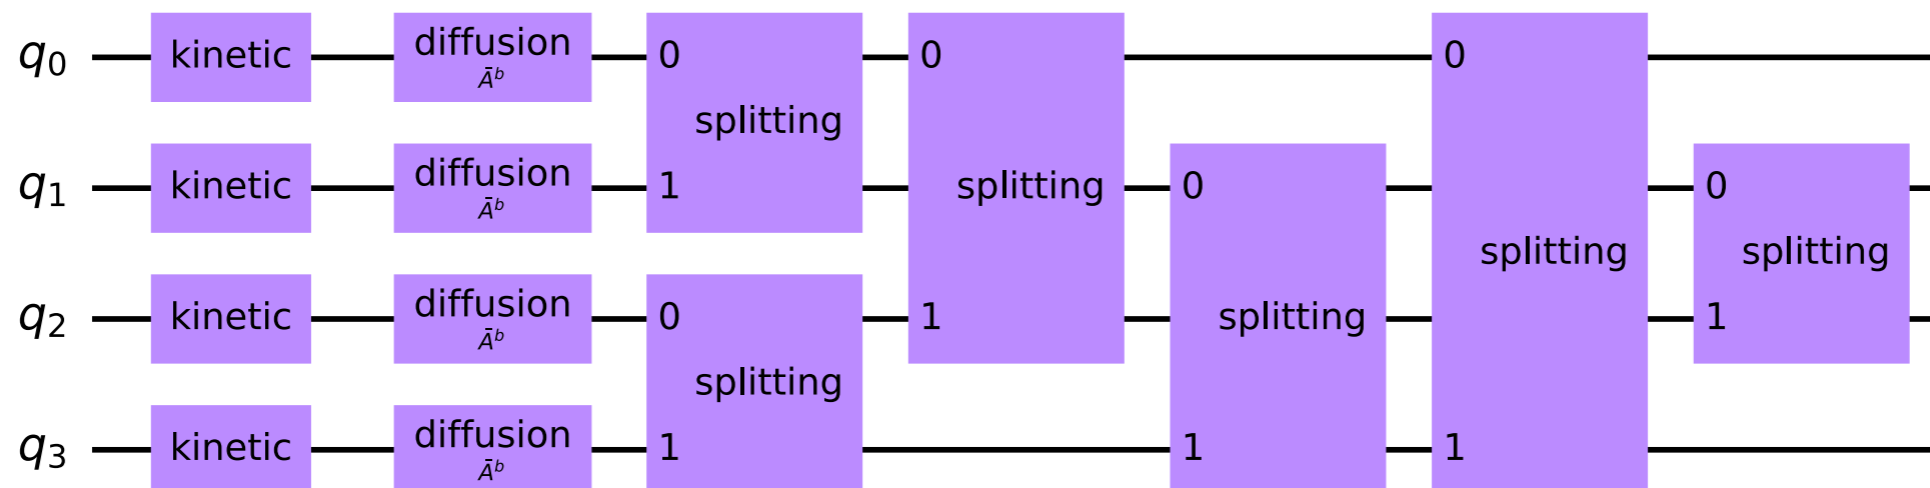 q0 kinetic diffusion 0 0 0
Āᵇ
splitting
q1 kinetic diffusion 1 splitting 0 0
Āᵇ
splitting splitting
q2 kinetic diffusion 0 1 splitting 1
Āᵇ
splitting
q3 kinetic diffusion 1 1 1
Āᵇ